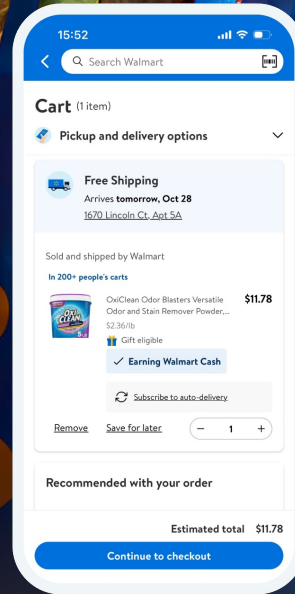 15:52
Search Walmart
Cart (1 item)
Pickup and delivery options
Free Shipping
Arrives tomorrow, Oct 28
1670 Lincoln Ct, Apt 5A
Sold and shipped by Walmart
In 200+ people's carts
OXI
CLEAN
5LB
OxiClean Odor Blasters Versatile $11.78
Odor and Stain Remover Powder,...
$2.36/lb
Gift eligible
Earning Walmart Cash
Subscribe to auto-delivery
Remove Save for later − 1 +
Recommended with your order
Estimated total $11.78
Continue to checkout